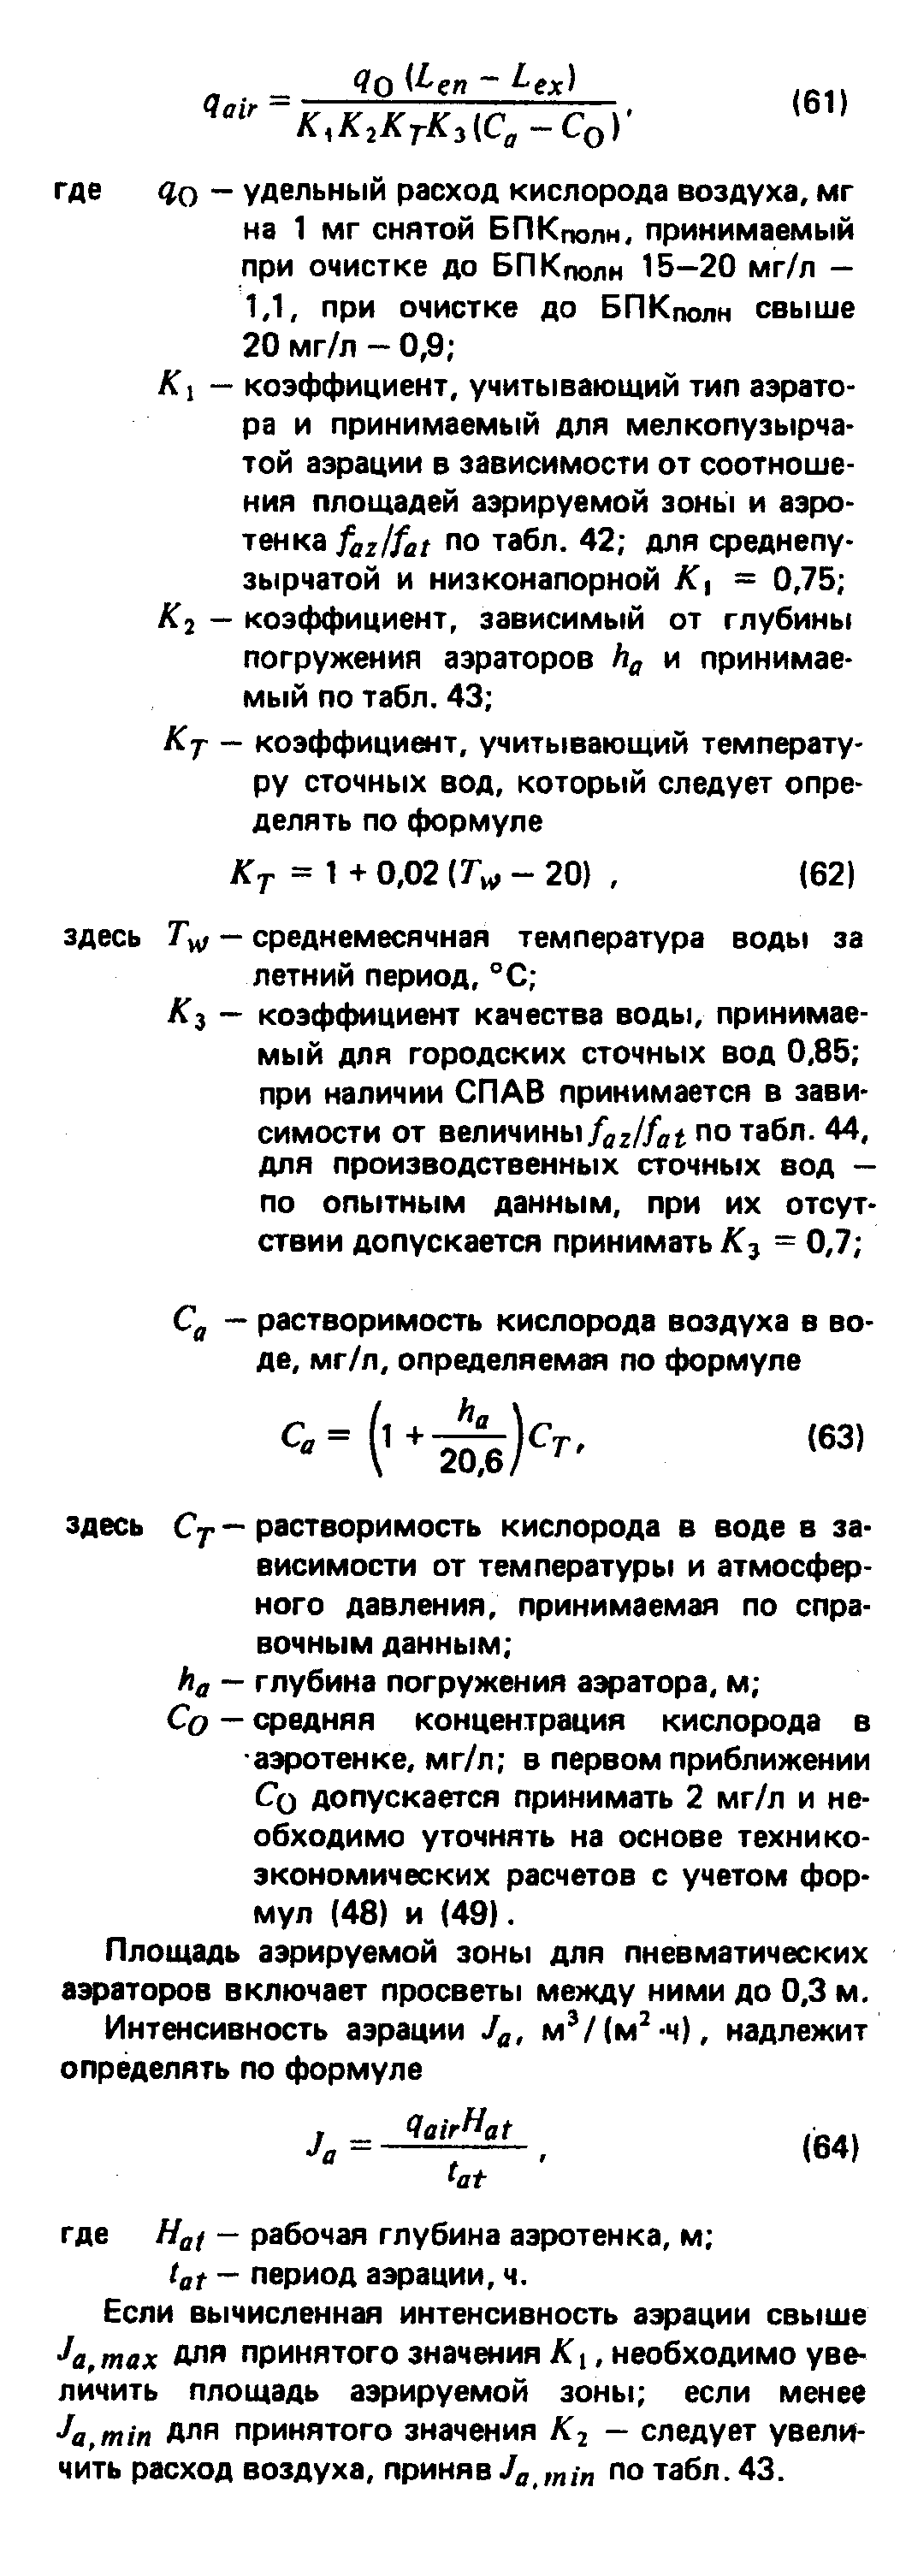 q_air = q_O (L_en − L_ex) / K_1 K_2 K_T K_3 (C_a − C_O) , (61)
где q_O — удельный расход кислорода воздуха, мг
на 1 мг снятой БПКполн, принимаемый
при очистке до БПКполн 15—20 мг/л —
1,1, при очистке до БПКполн свыше
20 мг/л — 0,9;
K_1 — коэффициент, учитывающий тип аэрато-
ра и принимаемый для мелкопузырча-
той аэрации в зависимости от соотноше-
ния площадей аэрируемой зоны и аэро-
тенка f_az/f_at по табл. 42; для среднепу-
зырчатой и низконапорной K_1 = 0,75;
K_2 — коэффициент, зависимый от глубины
погружения аэраторов h_a и принимае-
мый по табл. 43;
K_T — коэффициент, учитывающий температу-
ру сточных вод, который следует опре-
делять по формуле
K_T = 1 + 0,02 (T_w − 20) , (62)
здесь T_w — среднемесячная температура воды за
летний период, °С;
K_3 — коэффициент качества воды, принимае-
мый для городских сточных вод 0,85;
при наличии СПАВ принимается в зави-
симости от величины f_az/f_at по табл. 44,
для производственных сточных вод —
по опытным данным, при их отсут-
ствии допускается принимать K_3 = 0,7;
C_a — растворимость кислорода воздуха в во-
де, мг/л, определяемая по формуле
C_a = (1 + h_a / 20,6) C_T, (63)
здесь C_T — растворимость кислорода в воде в за-
висимости от температуры и атмосфер-
ного давления, принимаемая по спра-
вочным данным;
h_a — глубина погружения аэратора, м;
C_O — средняя концентрация кислорода в
аэротенке, мг/л; в первом приближении
C_O допускается принимать 2 мг/л и не-
обходимо уточнять на основе технико-
экономических расчетов с учетом фор-
мул (48) и (49).
Площадь аэрируемой зоны для пневматических
аэраторов включает просветы между ними до 0,3 м.
Интенсивность аэрации J_a, м³/(м²·ч), надлежит
определять по формуле
J_a = q_air H_at / t_at , (64)
где H_at — рабочая глубина аэротенка, м;
t_at — период аэрации, ч.
Если вычисленная интенсивность аэрации свыше
J_a,max для принятого значения K_1, необходимо уве-
личить площадь аэрируемой зоны; если менее
J_a,min для принятого значения K_2 — следует увели-
чить расход воздуха, приняв J_a,min по табл. 43.